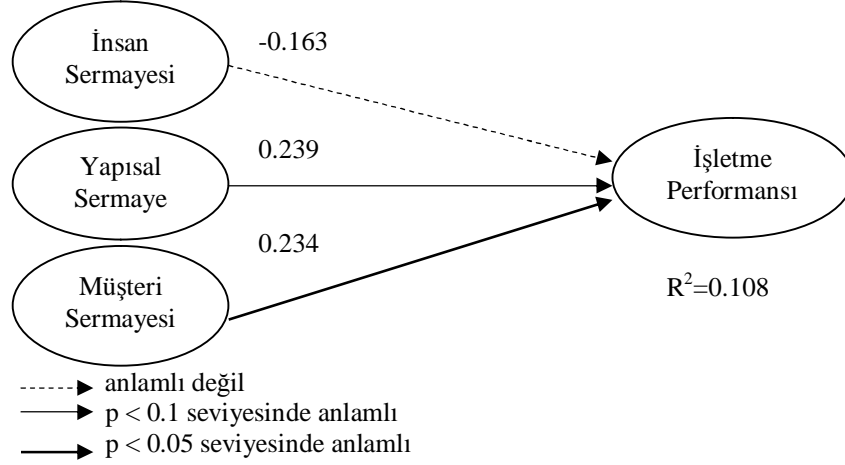 İnsan
Sermayesi
-0.163
Yapısal
Sermaye
0.239
İşletme
Performansı
0.234
Müşteri
Sermayesi
R²=0.108
anlamlı değil
p < 0.1 seviyesinde anlamlı
p < 0.05 seviyesinde anlamlı